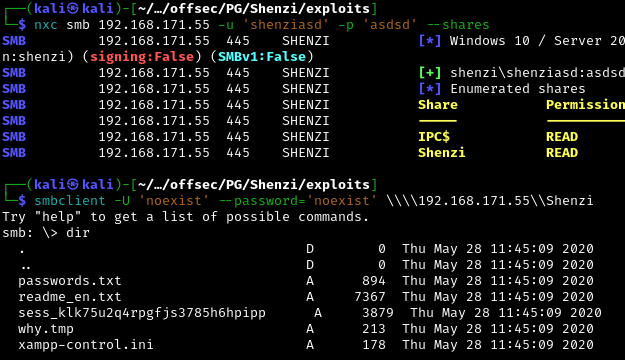 ┌──(kali㉿kali)-[~/…/offsec/PG/Shenzi/exploits]
└─$ nxc smb 192.168.171.55 -u 'shenziasd' -p 'asdsd' --shares
SMB 192.168.171.55 445 SHENZI [*] Windows 10 / Server 20
n:shenzi) (signing:False) (SMBv1:False)
SMB 192.168.171.55 445 SHENZI [+] shenzi\shenziasd:asdsd
SMB 192.168.171.55 445 SHENZI [*] Enumerated shares
SMB 192.168.171.55 445 SHENZI Share Permission
SMB 192.168.171.55 445 SHENZI ----- ----------
SMB 192.168.171.55 445 SHENZI IPC$ READ
SMB 192.168.171.55 445 SHENZI Shenzi READ
┌──(kali㉿kali)-[~/…/offsec/PG/Shenzi/exploits]
└─$ smbclient -U 'noexist' --password='noexist' \\\\192.168.171.55\\Shenzi
Try "help" to get a list of possible commands.
smb: \> dir
. D 0 Thu May 28 11:45:09 2020
.. D 0 Thu May 28 11:45:09 2020
passwords.txt A 894 Thu May 28 11:45:09 2020
readme_en.txt A 7367 Thu May 28 11:45:09 2020
sess_klk75u2q4rpgfjs3785h6hpipp A 3879 Thu May 28 11:45:09 2020
why.tmp A 213 Thu May 28 11:45:09 2020
xampp-control.ini A 178 Thu May 28 11:45:09 2020